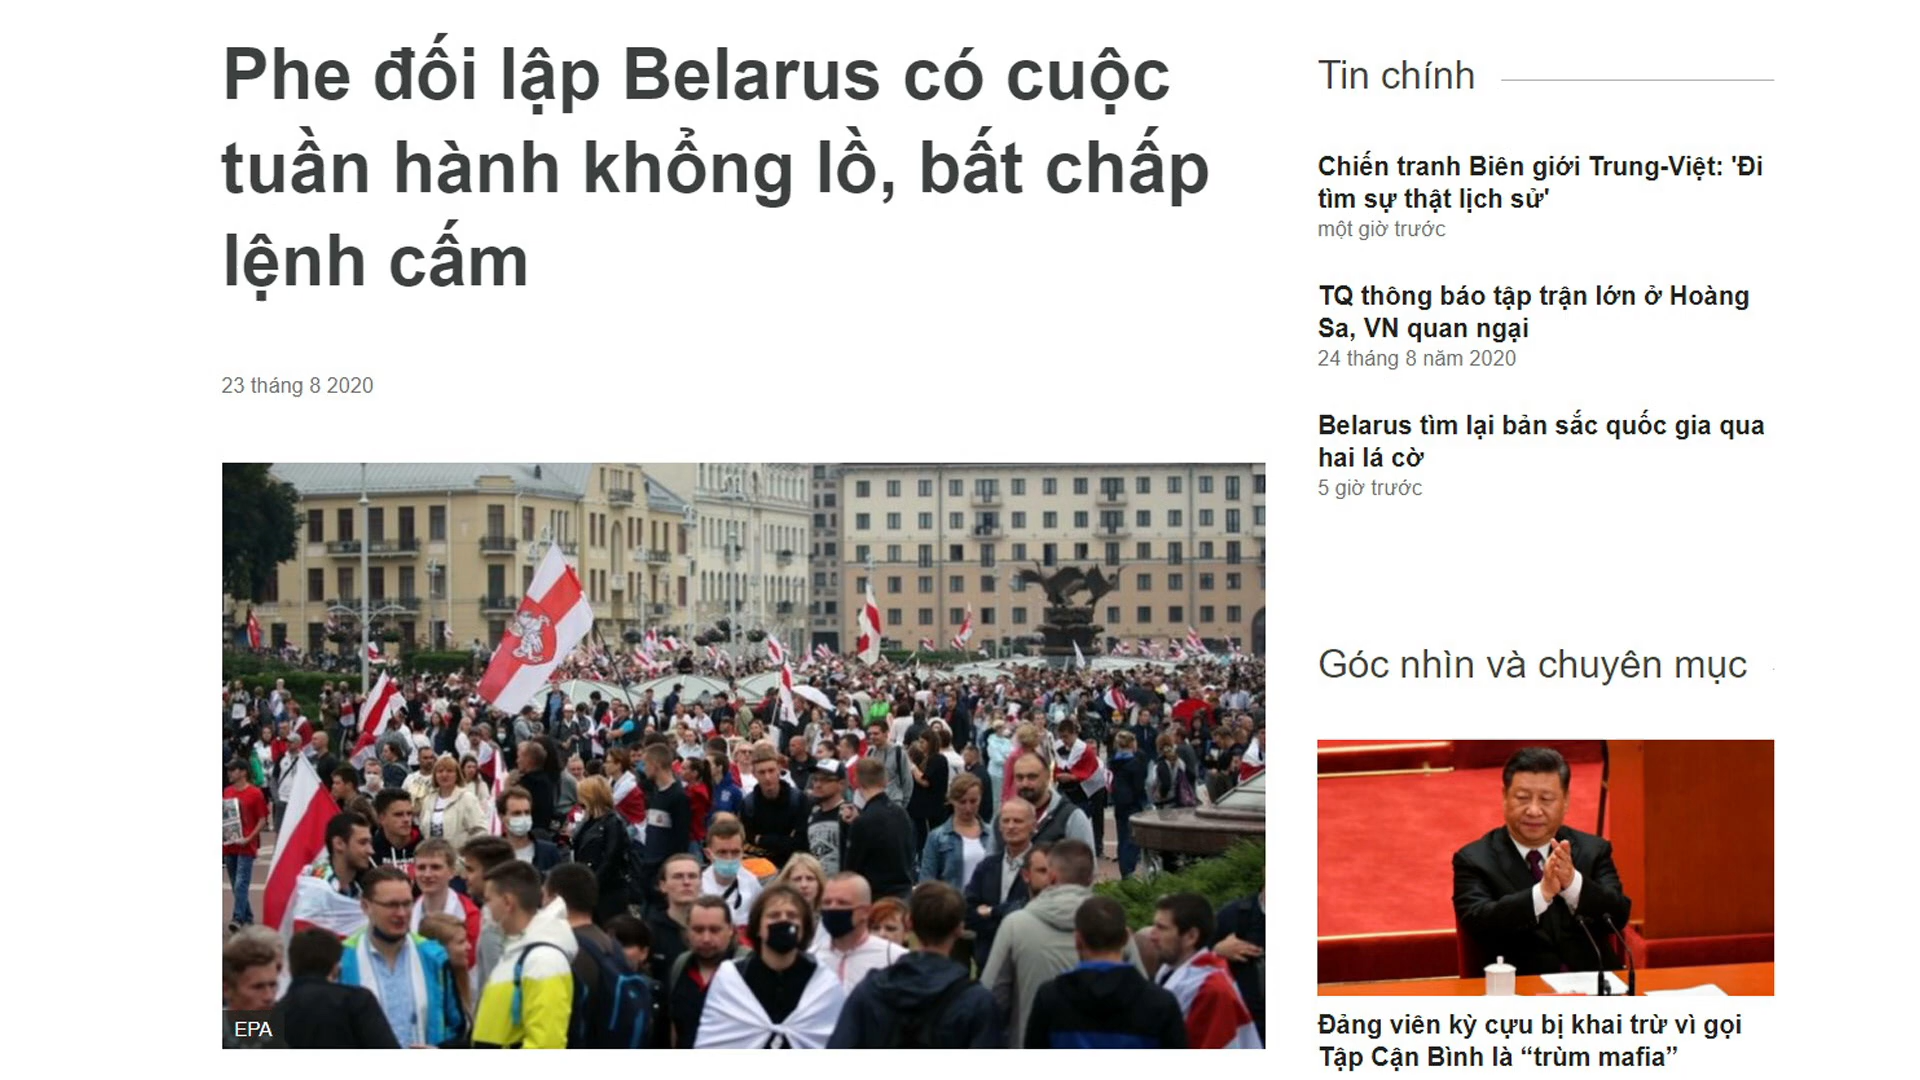 Phe đối lập Belarus có cuộc
tuần hành khổng lồ, bất chấp
lệnh cấm
23 tháng 8 2020
EPA
Tin chính
Chiến tranh Biên giới Trung-Việt: 'Đi
tìm sự thật lịch sử'
một giờ trước
TQ thông báo tập trận lớn ở Hoàng
Sa, VN quan ngại
24 tháng 8 năm 2020
Belarus tìm lại bản sắc quốc gia qua
hai lá cờ
5 giờ trước
Góc nhìn và chuyên mục
Đảng viên kỳ cựu bị khai trừ vì gọi
Tập Cận Bình là “trùm mafia”